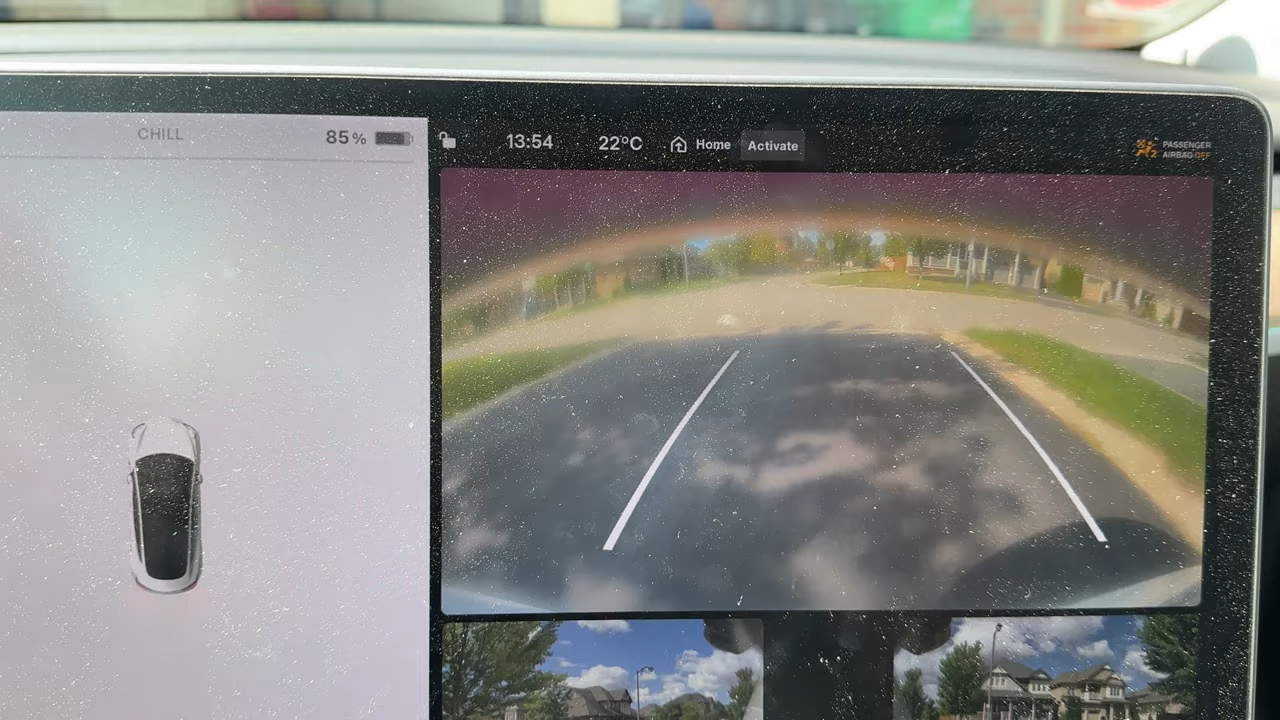 CHILL
85%
13:54
22°C
Home
Activate
PASSENGER
AIRBAG OFF